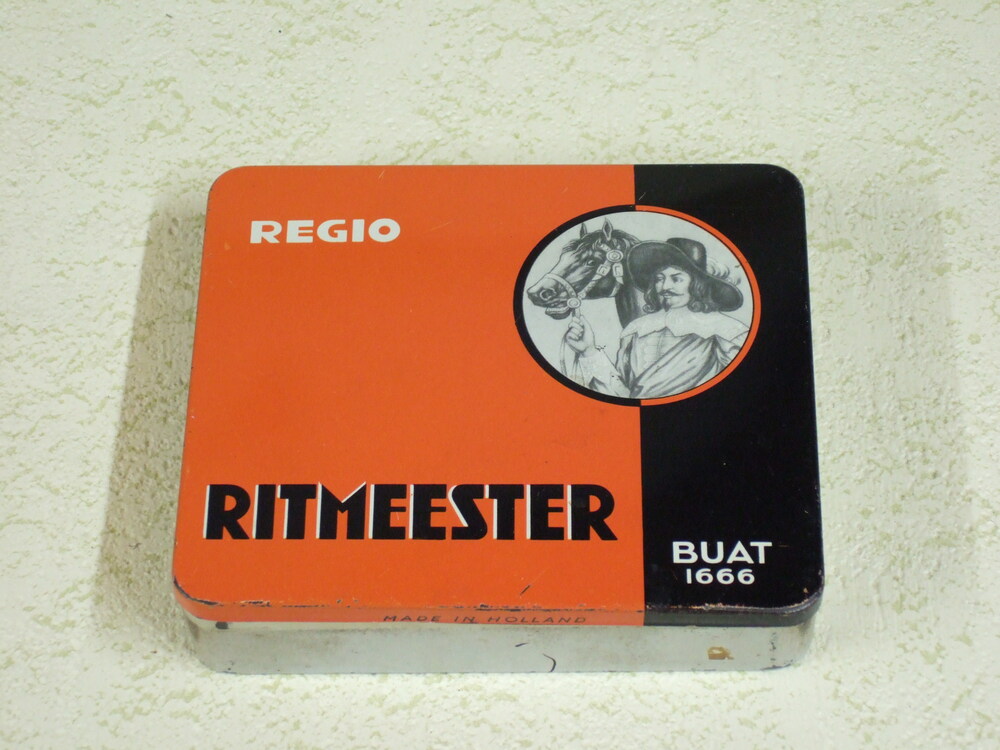 REGIO
RITMEESTER
BUAT
1666
MADE IN HOLLAND